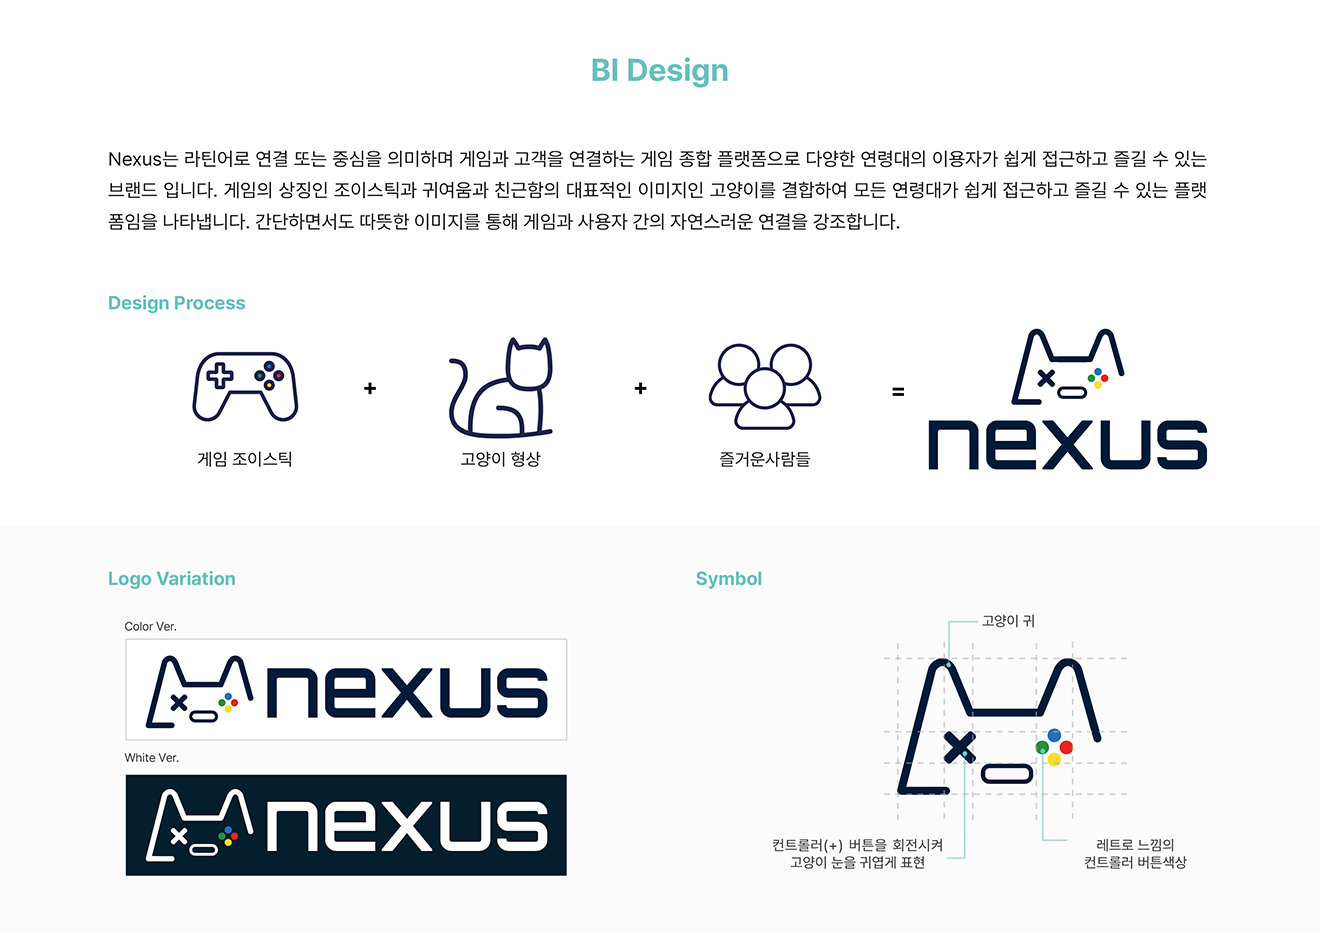 BI Design
Nexus는 라틴어로 연결 또는 중심을 의미하며 게임과 고객을 연결하는 게임 종합 플랫폼으로 다양한 연령대의 이용자가 쉽게 접근하고 즐길 수 있는
브랜드 입니다. 게임의 상징인 조이스틱과 귀여움과 친근함의 대표적인 이미지인 고양이를 결합하여 모든 연령대가 쉽게 접근하고 즐길 수 있는 플랫
폼임을 나타냅니다. 간단하면서도 따뜻한 이미지를 통해 게임과 사용자 간의 자연스러운 연결을 강조합니다.
Design Process
+ + =
nexus
게임 조이스틱 고양이 형상 즐거운사람들
Logo Variation
Color Ver.
nexus
White Ver.
nexus
Symbol
고양이 귀
컨트롤러(+) 버튼을 회전시켜
고양이 눈을 귀엽게 표현
레트로 느낌의
컨트롤러 버튼색상